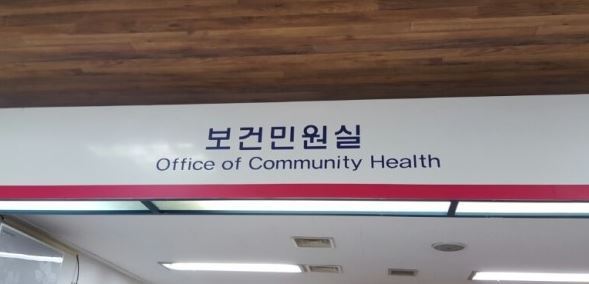 보건민원실
Office of Community Health